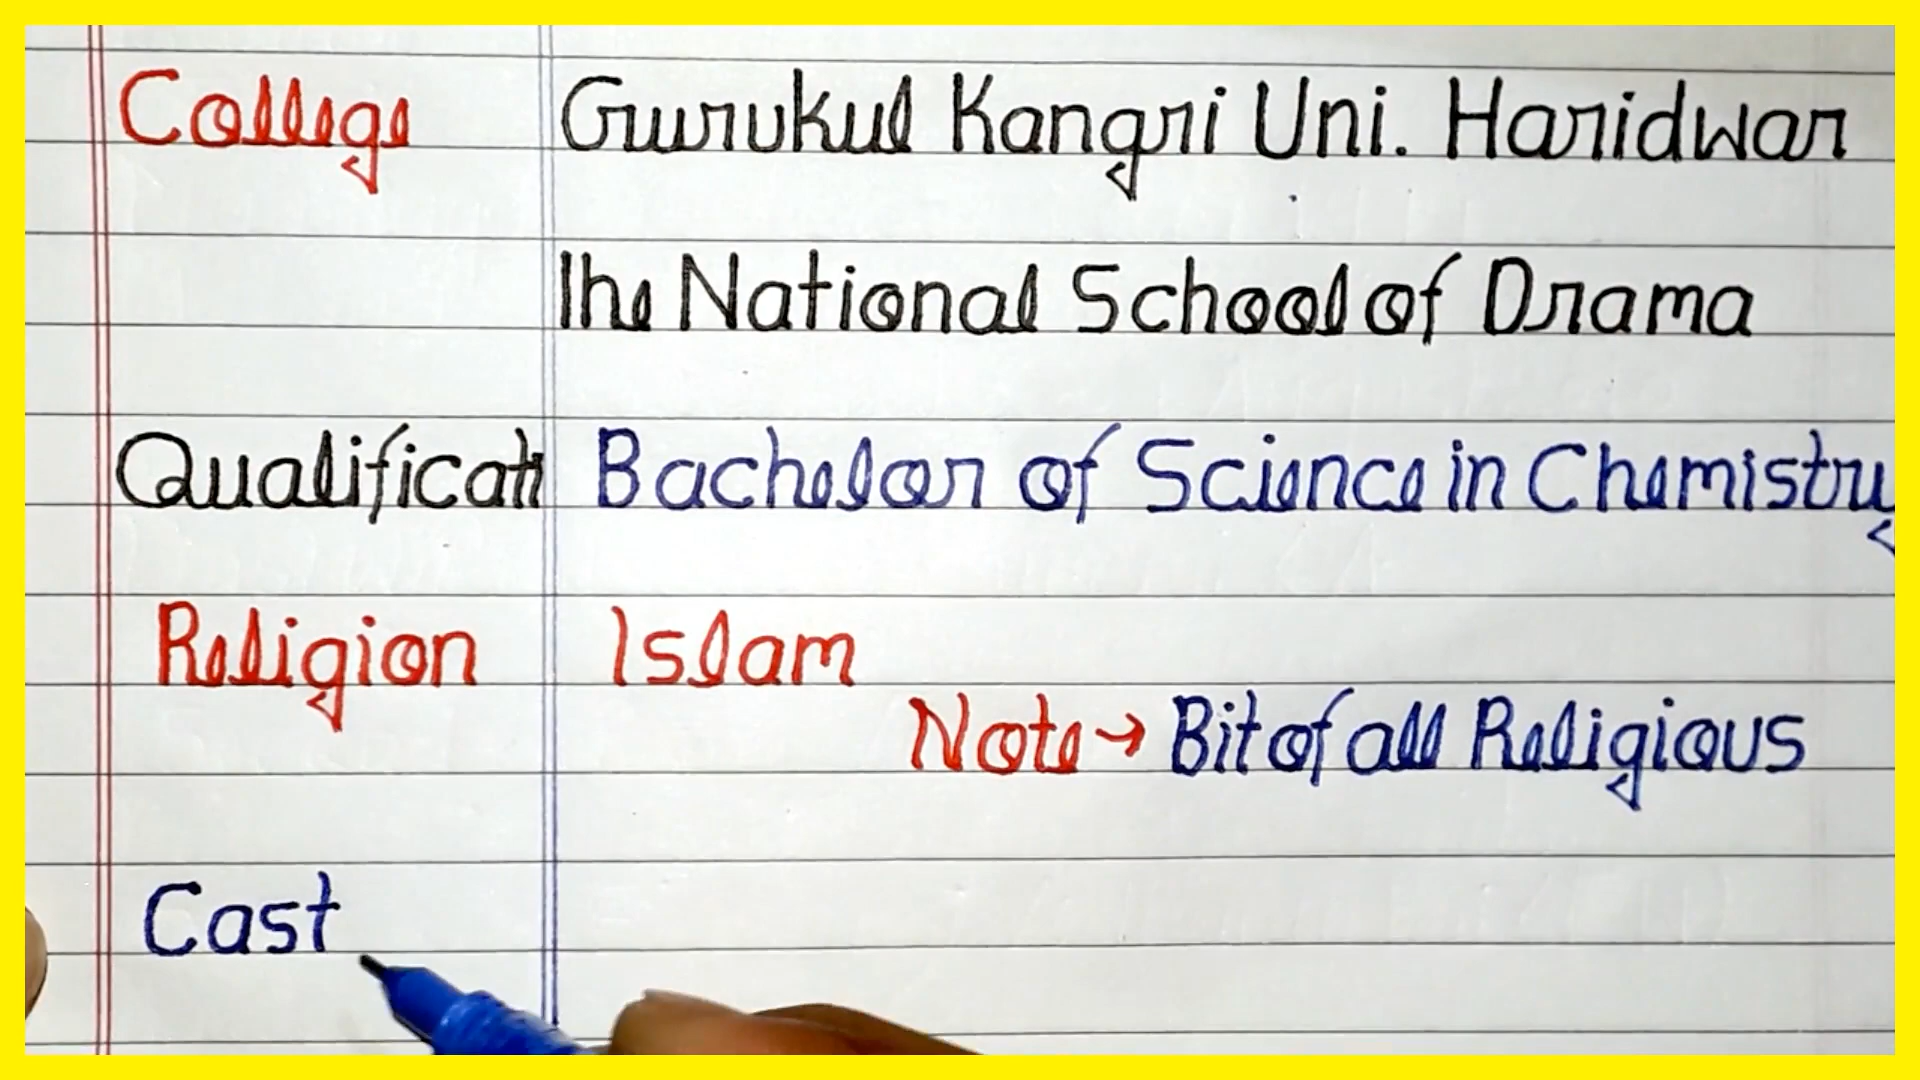 College Gurukul Kangri Uni. Haridwar
The National School of Drama
Qualificati Bachelor of Science in Chemistry
Religion Islam
Note → Bit of all Religious
Cast